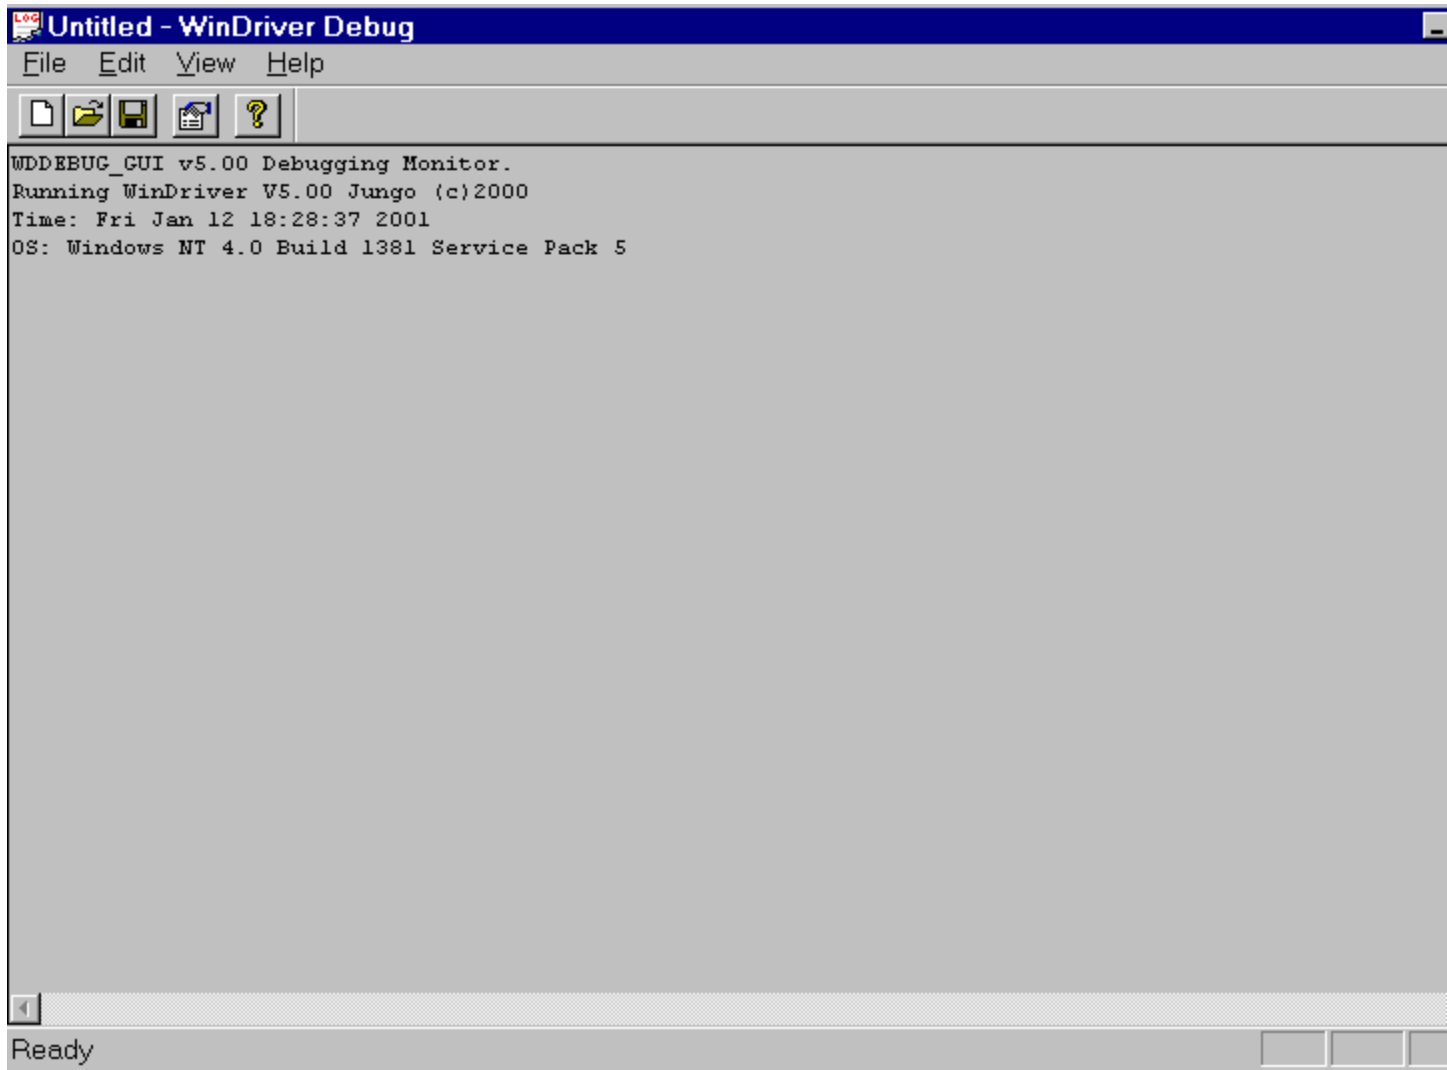 LOG
Untitled - WinDriver Debug
File Edit View Help
WDDEBUG_GUI v5.00 Debugging Monitor.
Running WinDriver V5.00 Jungo (c)2000
Time: Fri Jan 12 18:28:37 2001
OS: Windows NT 4.0 Build 1381 Service Pack 5
Ready